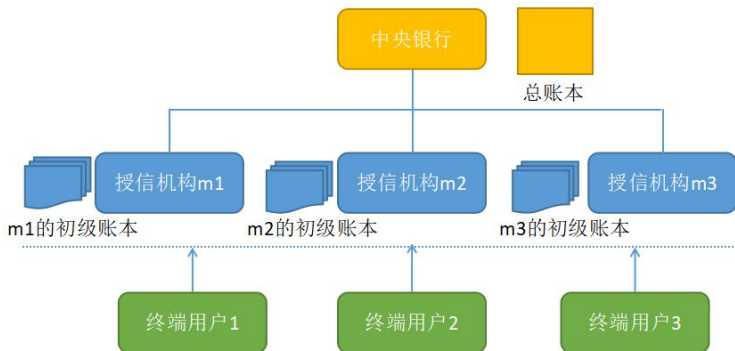 中央银行
总账本
授信机构m1
授信机构m2
授信机构m3
m1的初级账本
m2的初级账本
m3的初级账本
终端用户1
终端用户2
终端用户3